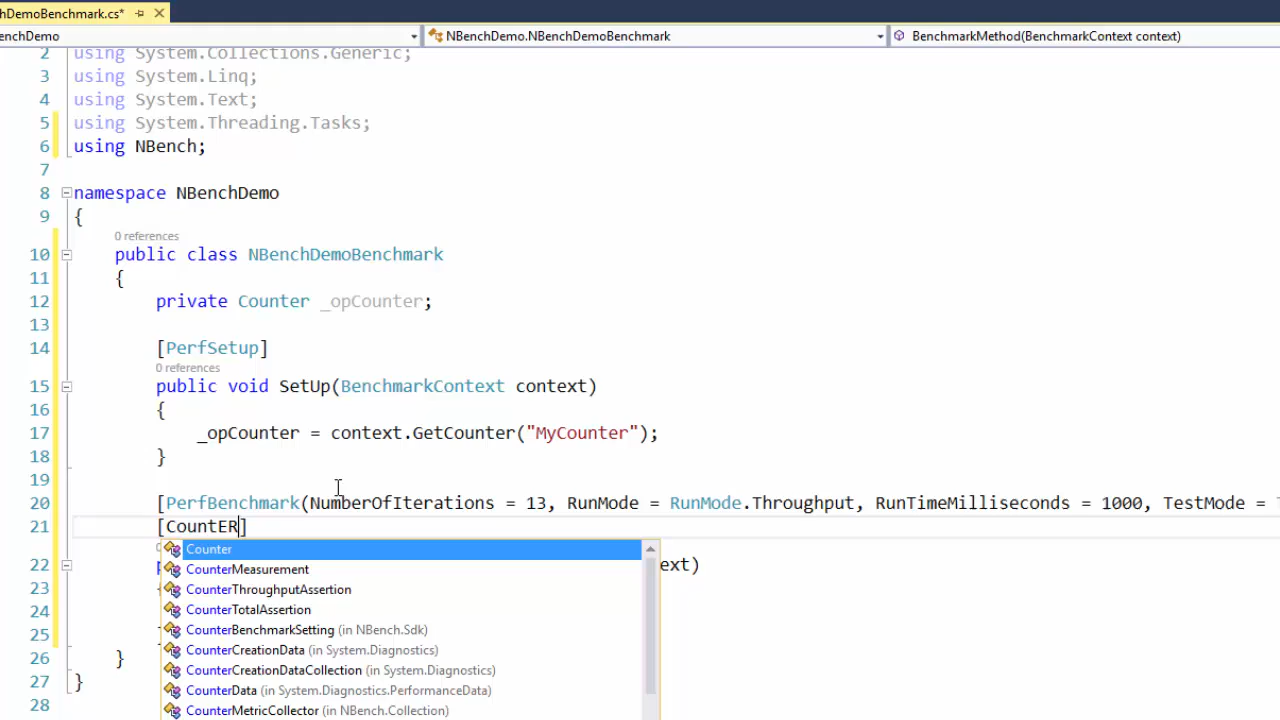 hDemoBenchmark.cs*
enchDemo
NBenchDemo.NBenchDemoBenchmark
BenchmarkMethod(BenchmarkContext context)
2 using System.Collections.Generic;
3 using System.Linq;
4 using System.Text;
5 using System.Threading.Tasks;
6 using NBench;
7
8 namespace NBenchDemo
9 {
0 references
10 public class NBenchDemoBenchmark
11 {
12 private Counter _opCounter;
13
14 [PerfSetup]
0 references
15 public void SetUp(BenchmarkContext context)
16 {
17 _opCounter = context.GetCounter("MyCounter");
18 }
19
20 [PerfBenchmark(NumberOfIterations = 13, RunMode = RunMode.Throughput, RunTimeMilliseconds = 1000, TestMode =
21 [CountER]
Counter
22 ext)
CounterMeasurement
23 CounterThroughputAssertion
24 CounterTotalAssertion
25 CounterBenchmarkSetting (in NBench.Sdk)
CounterCreationData (in System.Diagnostics)
26 }
CounterCreationDataCollection (in System.Diagnostics)
27 }
CounterData (in System.Diagnostics.PerformanceData)
28
CounterMetricCollector (in NBench.Collection)